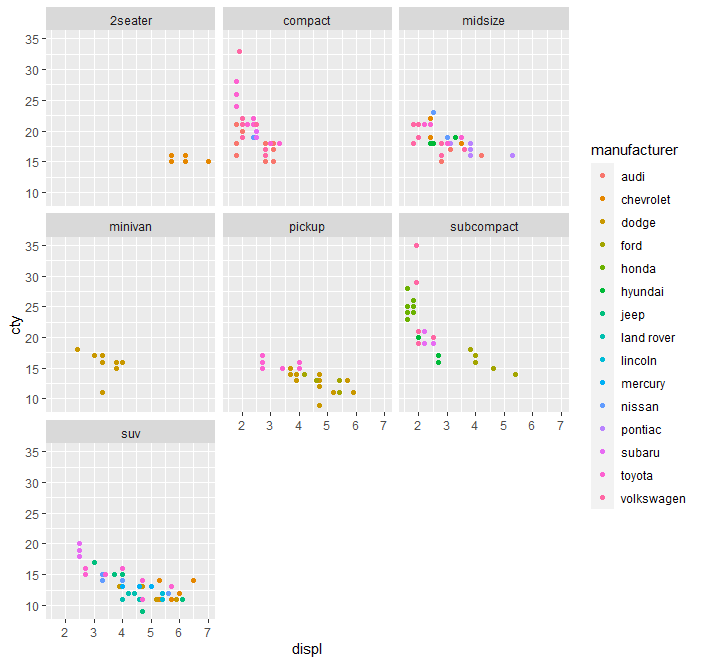 2seater compact midsize
35
30
25
20
15
10
minivan pickup subcompact
35
30
25
20
15
10
2 3 4 5 6 7 2 3 4 5 6 7
suv
35
30
25
20
15
10
2 3 4 5 6 7
cty
displ
manufacturer
audi
chevrolet
dodge
ford
honda
hyundai
jeep
land rover
lincoln
mercury
nissan
pontiac
subaru
toyota
volkswagen